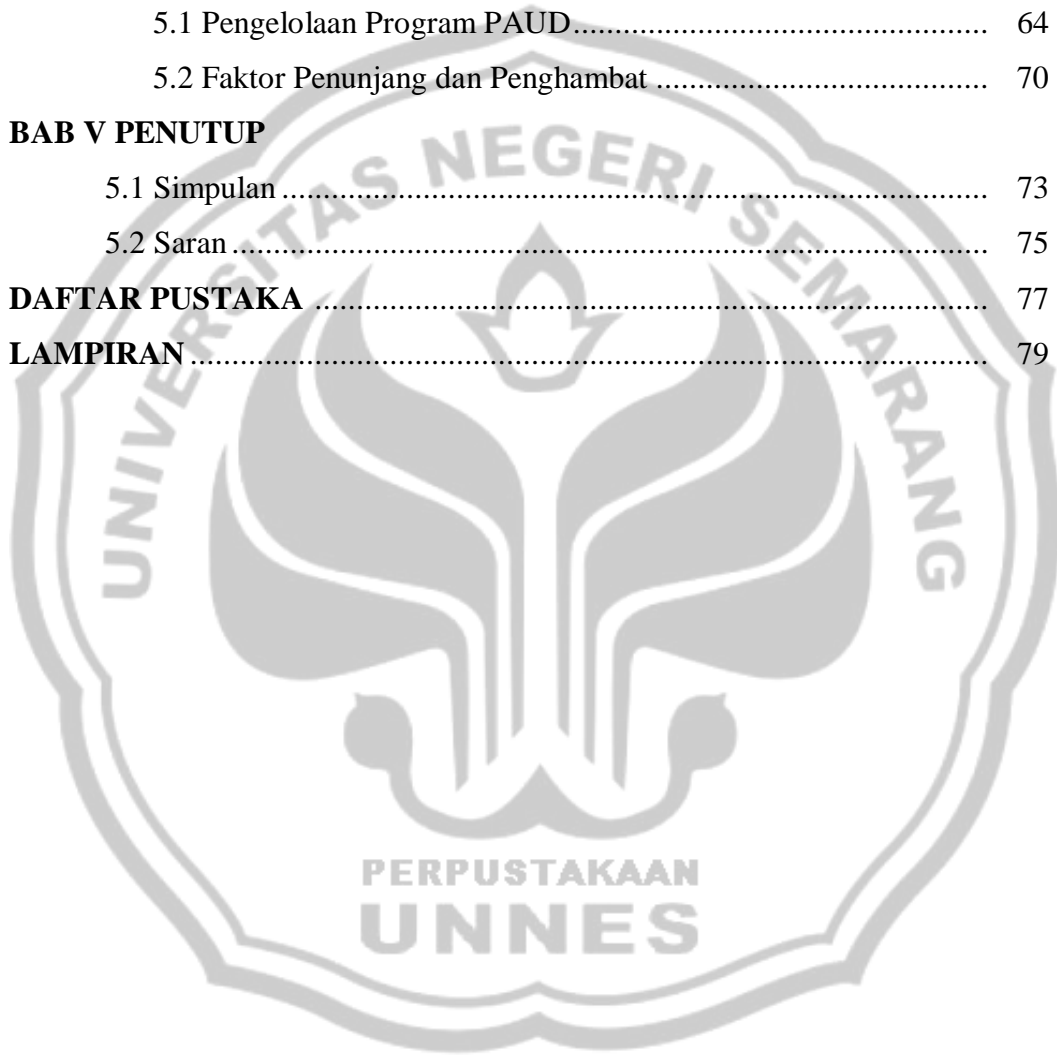 5.1 Pengelolaan Program PAUD............................................ 64
5.2 Faktor Penunjang dan Penghambat ................................... 70
BAB V PENUTUP
5.1 Simpulan........................................................................... 73
5.2 Saran................................................................................ 75
DAFTAR PUSTAKA ....................................................................... 77
LAMPIRAN..................................................................................... 79
UNIVERSITAS NEGERI SEMARANG
PERPUSTAKAAN
UNNES